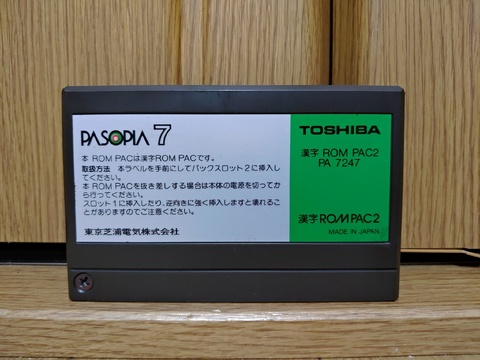 PASOPIA 7
本 ROM PACは漢字ROM PACです。
取扱方法 本ラベルを手前にしてパックスロット2に挿入し
てください。
本 ROM PACを抜き差しする場合は本体の電源を切ってか
ら行ってください。
スロット1に挿入したり、逆向きに強く挿入しますと壊れるこ
とがありますのでご注意ください。
東京芝浦電気株式会社
TOSHIBA
漢字 ROM PAC2
PA 7247
漢字ROM PAC2
MADE IN JAPAN